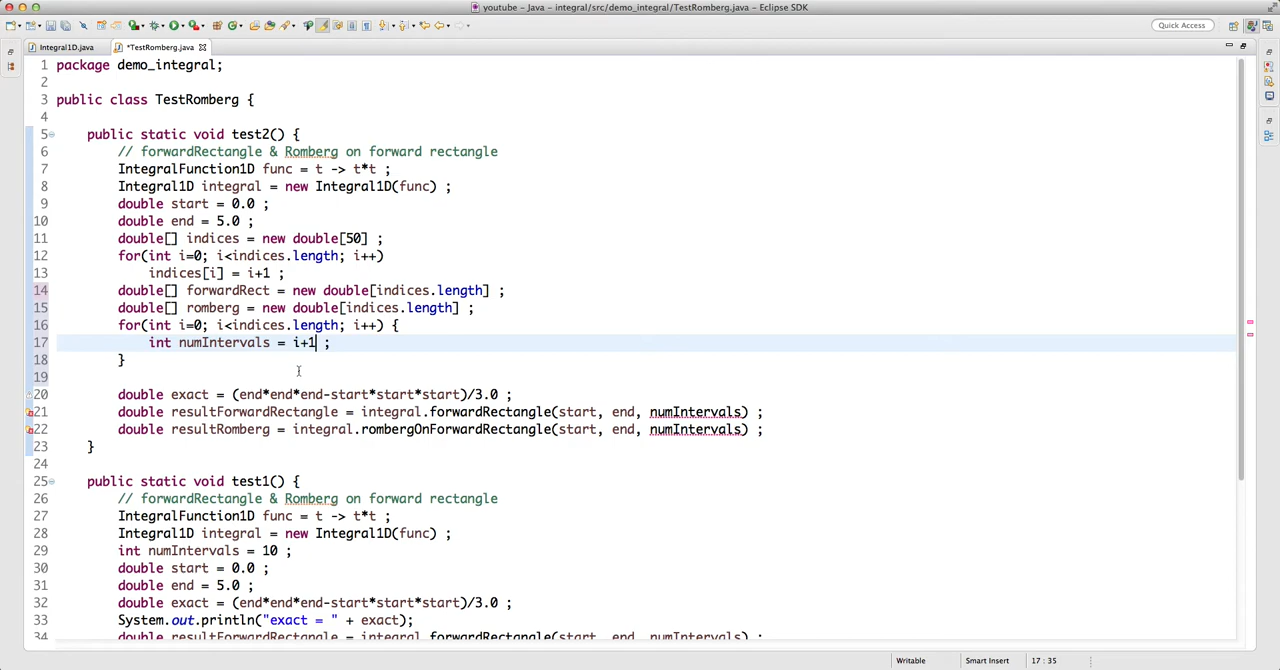 youtube - Java - integral/src/demo_integral/TestRomberg.java - Eclipse SDK
Quick Access
Integral1D.java
*TestRomberg.java
1 package demo_integral;
2
3 public class TestRomberg {
4
5 public static void test2() {
6 // forwardRectangle & Romberg on forward rectangle
7 IntegralFunction1D func = t -> t*t ;
8 Integral1D integral = new Integral1D(func) ;
9 double start = 0.0 ;
10 double end = 5.0 ;
11 double[] indices = new double[50] ;
12 for(int i=0; i<indices.length; i++)
13 indices[i] = i+1 ;
14 double[] forwardRect = new double[indices.length] ;
15 double[] romberg = new double[indices.length] ;
16 for(int i=0; i<indices.length; i++) {
17 int numIntervals = i+1 ;
18 }
19
20 double exact = (end*end*end-start*start*start)/3.0 ;
21 double resultForwardRectangle = integral.forwardRectangle(start, end, numIntervals) ;
22 double resultRomberg = integral.rombergOnForwardRectangle(start, end, numIntervals) ;
23 }
24
25 public static void test1() {
26 // forwardRectangle & Romberg on forward rectangle
27 IntegralFunction1D func = t -> t*t ;
28 Integral1D integral = new Integral1D(func) ;
29 int numIntervals = 10 ;
30 double start = 0.0 ;
31 double end = 5.0 ;
32 double exact = (end*end*end-start*start*start)/3.0 ;
33 System.out.println("exact = " + exact);
34 double resultForwardRectangle = integral.forwardRectangle(start, end, numIntervals) ;
Writable
Smart Insert
17 : 35